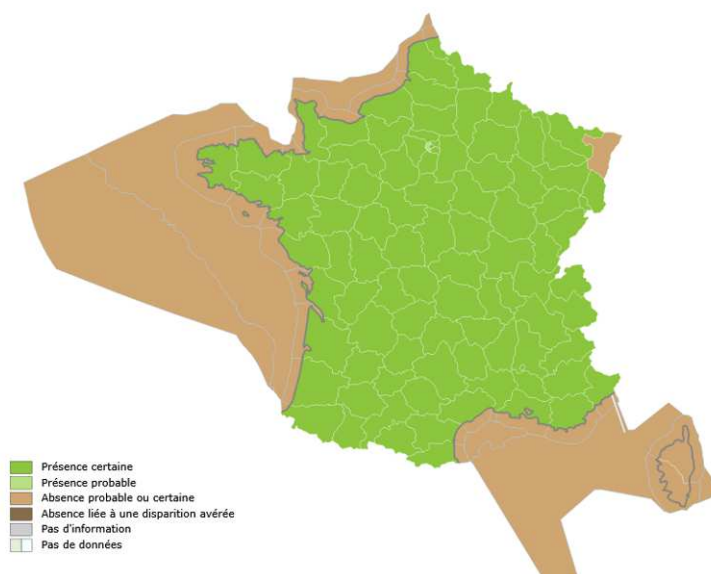 Présence certaine
Présence probable
Absence probable ou certaine
Absence liée à une disparition avérée
Pas d'information
Pas de données